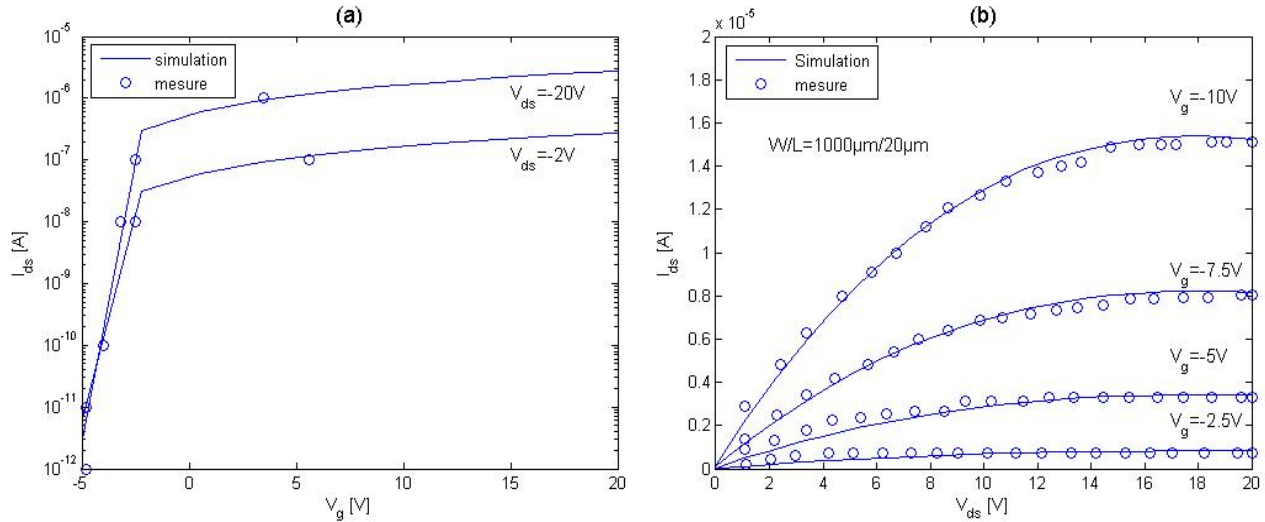 (a)
10^-5
10^-6
10^-7
10^-8
10^-9
10^-10
10^-11
10^-12
I_ds [A]
simulation
mesure
V_ds=-20V
V_ds=-2V
-5
0
5
10
15
20
V_g [V]
(b)
x 10^-5
2
1.8
1.6
1.4
1.2
1
0.8
0.6
0.4
0.2
0
I_ds [A]
Simulation
mesure
W/L=1000µm/20µm
V_g=-10V
V_g=-7.5V
V_g=-5V
V_g=-2.5V
0 2 4 6 8 10 12 14 16 18 20
V_ds [V]